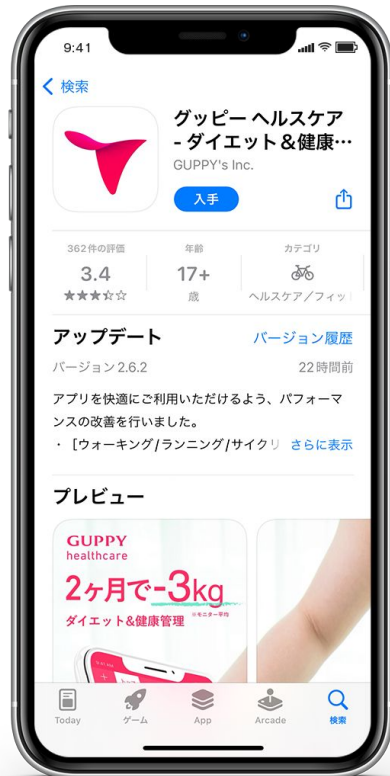 9:41
検索
グッピー ヘルスケア
- ダイエット＆健康…
GUPPY's Inc.
入手
362件の評価
年齢
カテゴリ
3.4
17+
★★★☆☆
歳
ヘルスケア／フィッ
アップデート
バージョン履歴
バージョン 2.6.2
22時間前
アプリを快適にご利用いただけるよう、パフォーマ
ンスの改善を行いました。
・［ウォーキング/ランニング/サイクリ
さらに表示
プレビュー
GUPPY
healthcare
2ヶ月で-3kg
※モニター平均
ダイエット&健康管理
Today
ゲーム
App
Arcade
検索